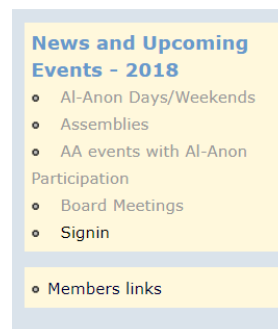 News and Upcoming
Events - 2018
Al-Anon Days/Weekends
Assemblies
AA events with Al-Anon
Participation
Board Meetings
Signin
Members links